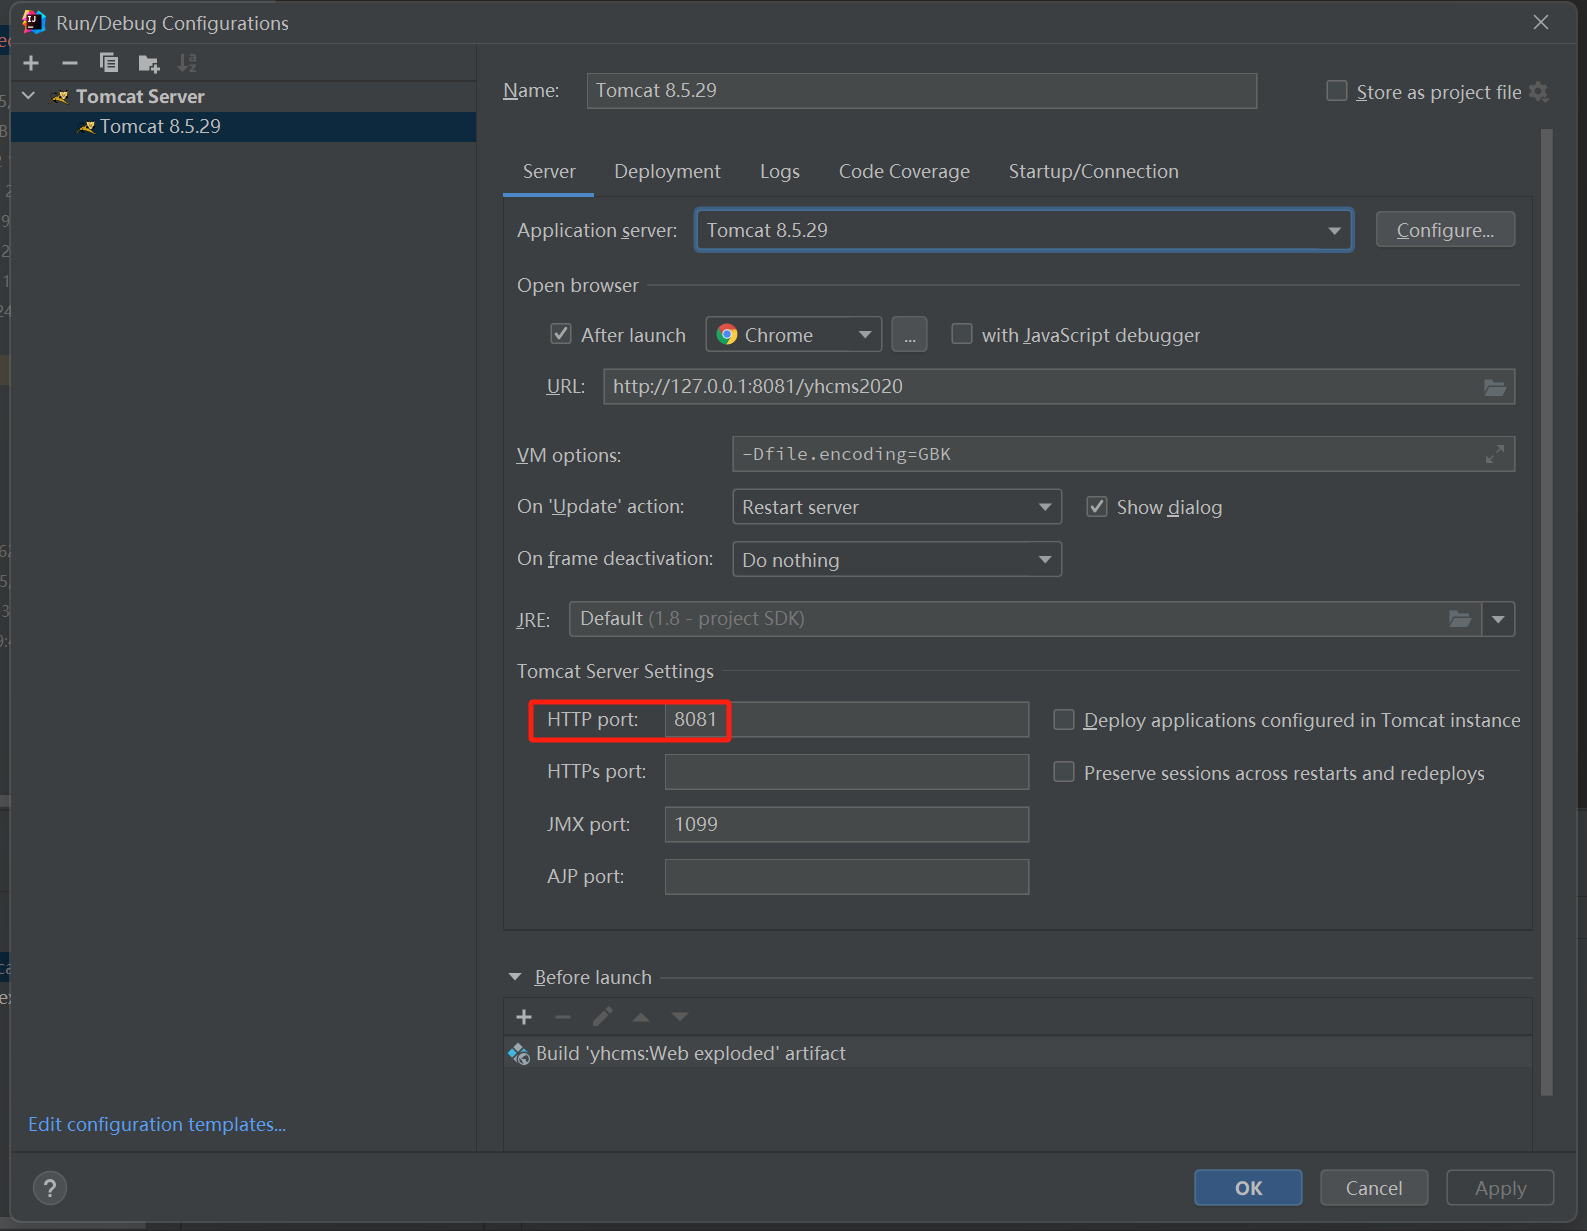 Run/Debug Configurations
Tomcat Server
Tomcat 8.5.29
Name: Tomcat 8.5.29 Store as project file
Server Deployment Logs Code Coverage Startup/Connection
Application server: Tomcat 8.5.29 Configure...
Open browser
After launch Chrome ... with JavaScript debugger
URL: http://127.0.0.1:8081/yhcms2020
VM options: -Dfile.encoding=GBK
On 'Update' action: Restart server Show dialog
On frame deactivation: Do nothing
JRE: Default (1.8 - project SDK)
Tomcat Server Settings
HTTP port: 8081 Deploy applications configured in Tomcat instance
HTTPs port: Preserve sessions across restarts and redeploys
JMX port: 1099
AJP port:
Before launch
Build 'yhcms:Web exploded' artifact
Edit configuration templates...
? OK Cancel Apply